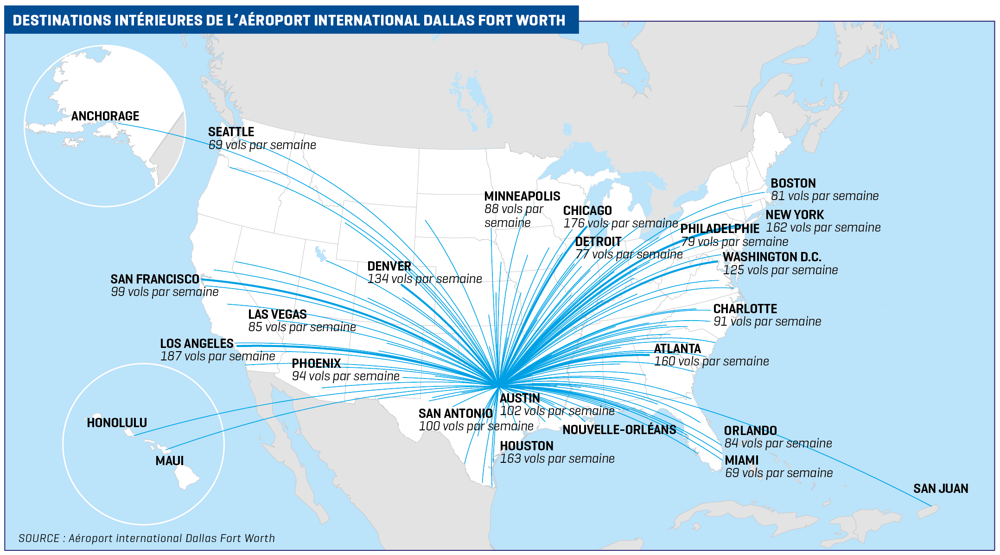 DESTINATIONS INTÉRIEURES DE L'AÉROPORT INTERNATIONAL DALLAS FORT WORTH
ANCHORAGE
SEATTLE
69 vols par semaine
BOSTON
81 vols par semaine
MINNEAPOLIS
88 vols par
semaine
CHICAGO
176 vols par semaine
NEW YORK
162 vols par semaine
PHILADELPHIE
79 vols par semaine
DETROIT
77 vols par semaine
WASHINGTON D.C.
125 vols par semaine
DENVER
134 vols par semaine
SAN FRANCISCO
99 vols par semaine
LAS VEGAS
85 vols par semaine
CHARLOTTE
91 vols par semaine
LOS ANGELES
187 vols par semaine
ATLANTA
160 vols par semaine
PHOENIX
94 vols par semaine
AUSTIN
102 vols par semaine
SAN ANTONIO
100 vols par semaine
HONOLULU
NOUVELLE-ORLÉANS
ORLANDO
84 vols par semaine
HOUSTON
163 vols par semaine
MAUI
MIAMI
69 vols par semaine
SAN JUAN
SOURCE : Aéroport international Dallas Fort Worth